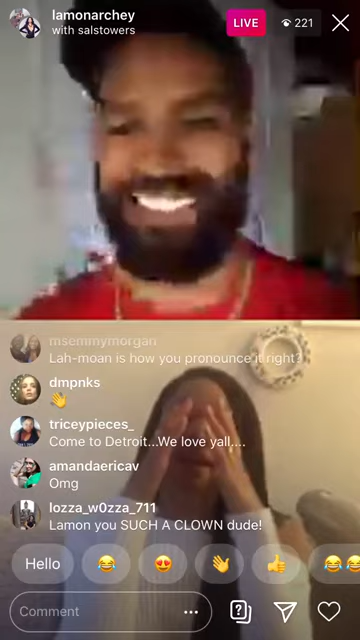 lamonarchey
with salstowers
LIVE
221
msemmymorgan
Lah-moan is how you pronounce it right?
dmpnks
👋
triceypieces_
Come to Detroit...We love yall....
amandaericav
Omg
lozza_w0zza_711
Lamon you SUCH A CLOWN dude!
Hello 😂 😍 👋 👍 😂😂
Comment